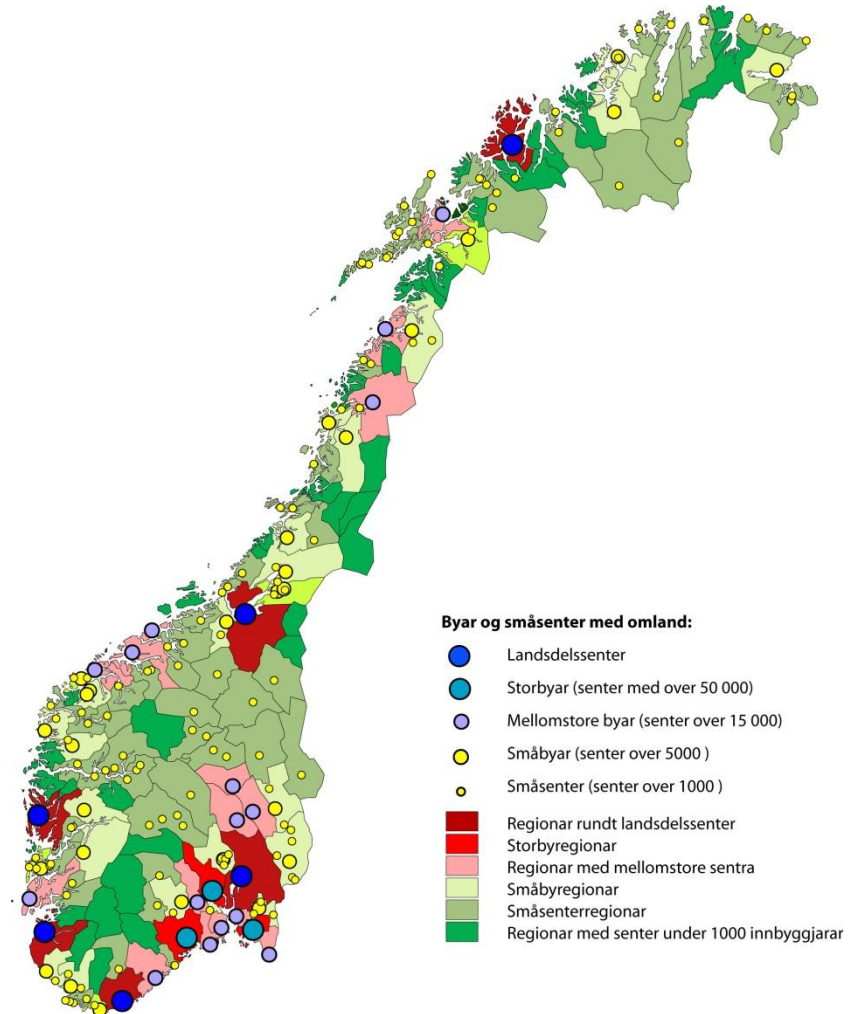 Byar og småsenter med omland:
Landsdelssenter
Storbyar (senter med over 50 000)
Mellomstore byar (senter over 15 000)
Småbyar (senter over 5000 )
Småsenter (senter over 1000 )
Regionar rundt landsdelssenter
Storbyregionar
Regionar med mellomstore sentra
Småbyregionar
Småsenterregionar
Regionar med senter under 1000 innbyggjarar